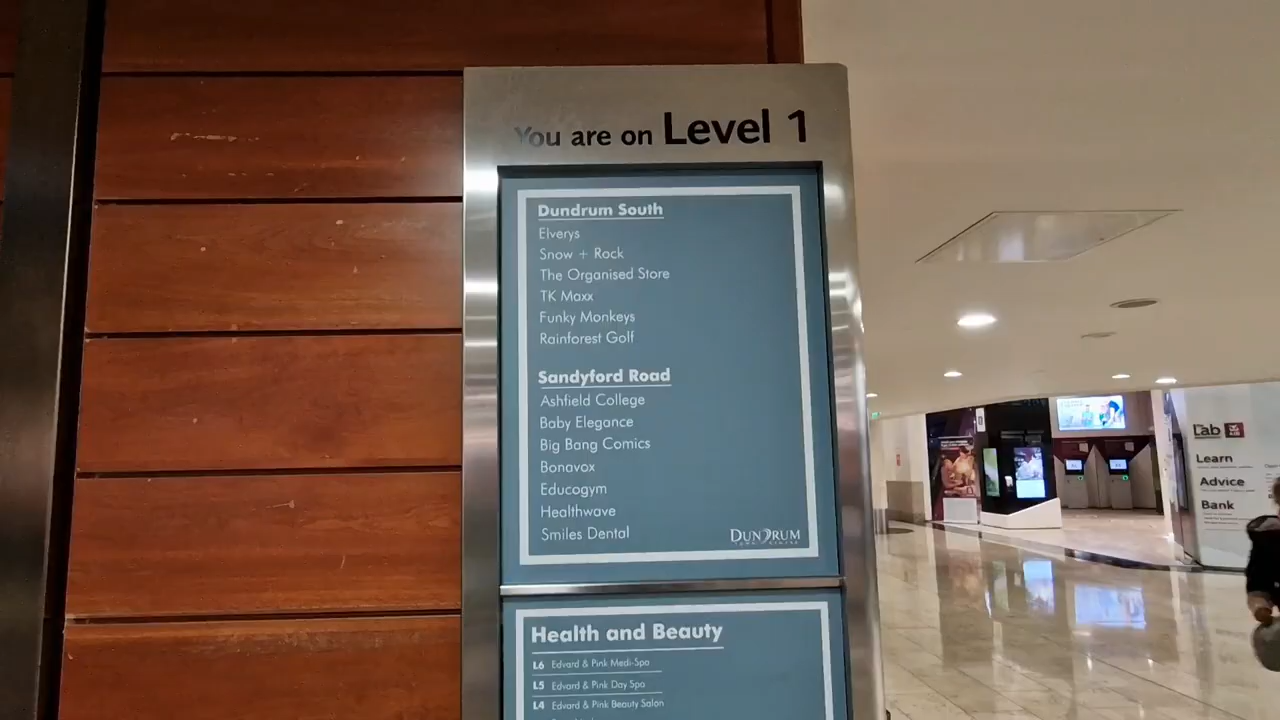 You are on Level 1
Dundrum South
Elverys
Snow + Rock
The Organised Store
TK Maxx
Funky Monkeys
Rainforest Golf
Sandyford Road
Ashfield College
Baby Elegance
Big Bang Comics
Bonavox
Educogym
Healthwave
Smiles Dental
DUNDRUM
TOWN CENTRE
Health and Beauty
L6 Edvard & Pink Medi-Spa
L5 Edvard & Pink Day Spa
L4 Edvard & Pink Beauty Salon
Lab
Learn
Advice
Bank